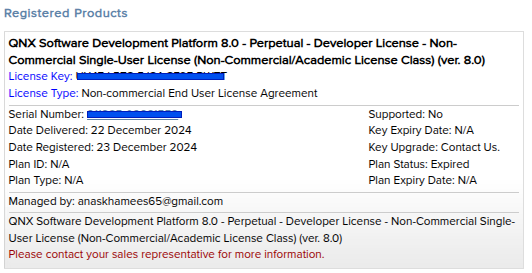 Registered Products
QNX Software Development Platform 8.0 - Perpetual - Developer License - Non-
Commercial Single-User License (Non-Commercial/Academic License Class) (ver. 8.0)
License Key:
License Type: Non-commercial End User License Agreement
Serial Number:
Supported: No
Date Delivered: 22 December 2024
Key Expiry Date: N/A
Date Registered: 23 December 2024
Key Upgrade: Contact Us.
Plan ID: N/A
Plan Status: Expired
Plan Type: N/A
Plan Expiry Date: N/A
Managed by: anaskhamees65@gmail.com
QNX Software Development Platform 8.0 - Perpetual - Developer License - Non-Commercial Single-
User License (Non-Commercial/Academic License Class) (ver. 8.0)
Please contact your sales representative for more information.